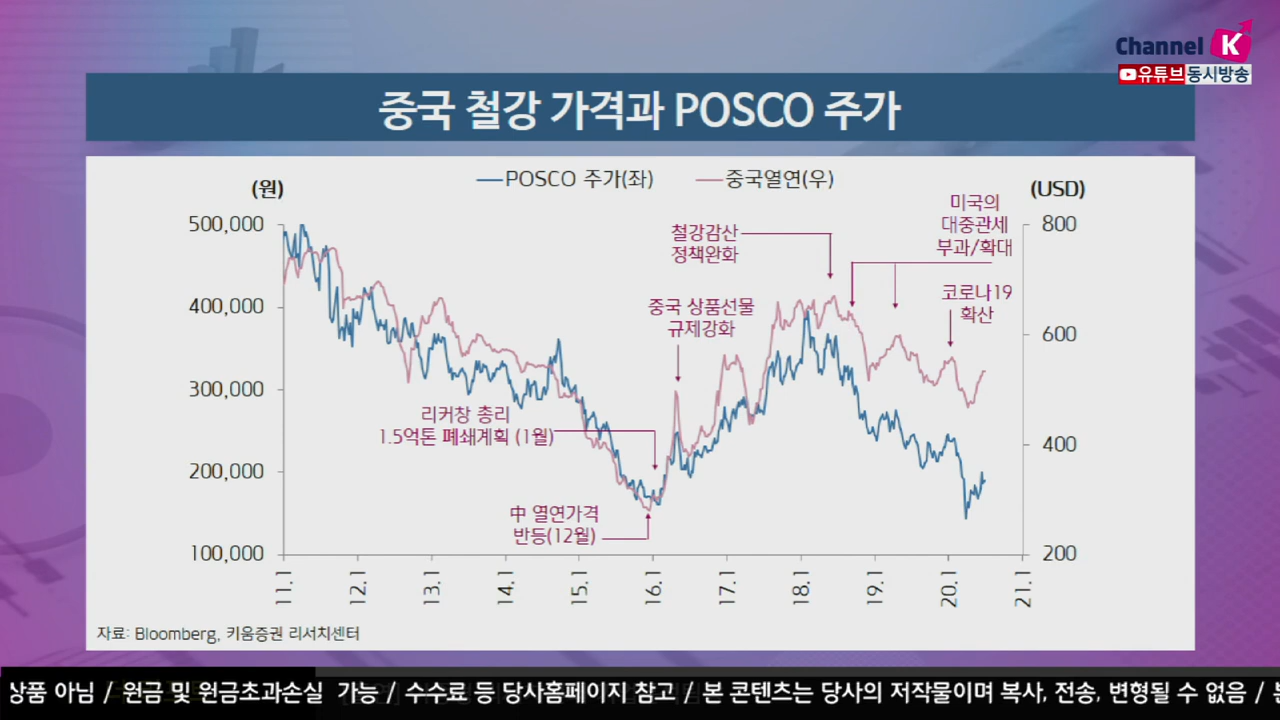 Channel K
유튜브 동시방송
중국 철강 가격과 POSCO 주가
(원)
POSCO 주가(좌)
중국열연(우)
(USD)
500,000
400,000
300,000
200,000
100,000
800
600
400
200
철강감산
정책완화
미국의
대중관세
부과/확대
중국 상품선물
규제강화
코로나19
확산
리커창 총리
1.5억톤 폐쇄계획 (1월)
中 열연가격
반등(12월)
11.1
12.1
13.1
14.1
15.1
16.1
17.1
18.1
19.1
20.1
21.1
자료: Bloomberg, 키움증권 리서치센터
상품 아님 / 원금 및 원금초과손실 가능 / 수수료 등 당사홈페이지 참고 / 본 콘텐츠는 당사의 저작물이며 복사, 전송, 변형될 수 없음 /